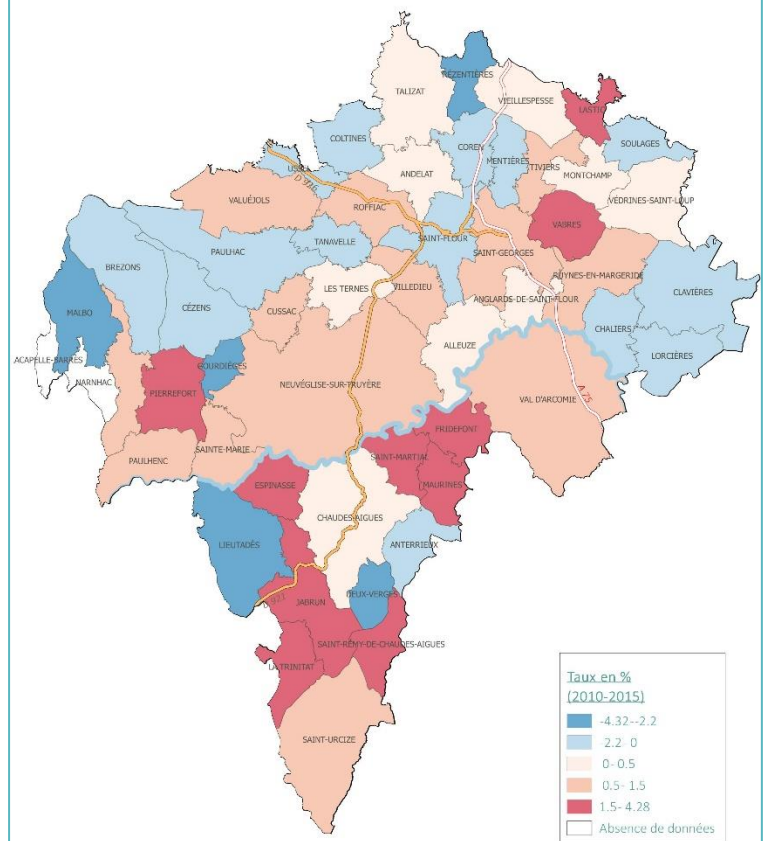 REZENTIÈRES
TALIZAT
VIEILLESPESSE
LASTIC
COLTINES
COREN
MENTIÈRES
SOULAGES
TIVIERS
MONTCHAMP
ANDELAT
VÉDRINES-SAINT-LOUP
VALUÉJOLS
ROFFIAC
VABRES
TANAVELLE
SAINT-FLOUR
PAULHAC
SAINT-GEORGES
BREZONS
RUYNES-EN-MARGERIDE
LES TERNES
VILLEDIEU
CLAVIÈRES
CÉZENS
CUSSAC
ANGLARDS-DE-SAINT-FLOUR
MALBO
CHALIERS
ALLEUZE
LORCIÈRES
ACAPELLE-BARRÈS
GOURDIÈGES
NARNHAC
NEUVÉGLISE-SUR-TRUYÈRE
PIERREFORT
VAL D'ARCOMIE
A 75
FRIDEFONT
SAINTE-MARIE
PAULHENC
SAINT-MARTIAL
ESPINASSE
MAURINES
CHAUDES-AIGUES
LIEUTADÈS
ANTERRIEUX
DEUX-VERGES
JABRUN
SAINT-RÉMY-DE-CHAUDES-AIGUES
LA TRINITAT
SAINT-URCIZE
Taux en %
(2010-2015)
-4.32--2.2
2.2 0
0- 0.5
0.5- 1.5
1.5- 4.28
Absence de données